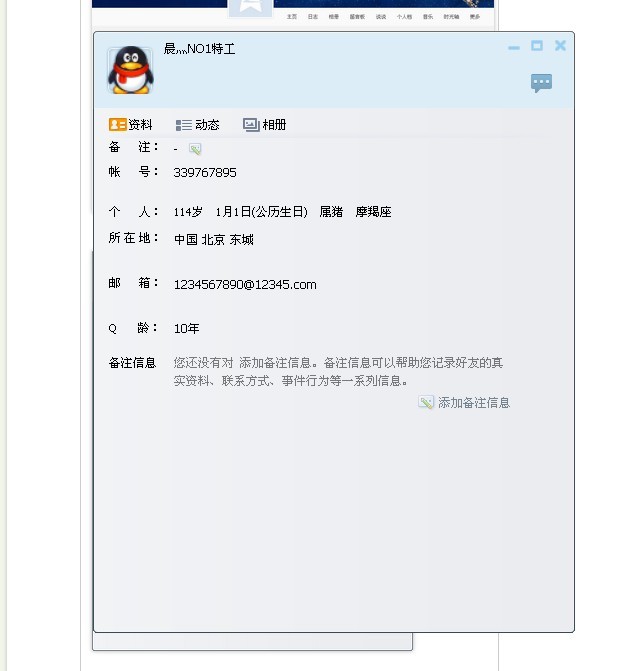 主页 日志 相册 留言板 说说 个人档 音乐 时光轴 更多
晨灬NO1特工
资料 动态 相册
备 注： -
帐 号： 339767895
个 人： 114岁 1月1日(公历生日) 属猪 摩羯座
所在地： 中国 北京 东城
邮 箱： 1234567890@12345.com
Q 龄： 10年
备注信息 您还没有对 添加备注信息。备注信息可以帮助您记录好友的真
实资料、联系方式、事件行为等一系列信息。
添加备注信息